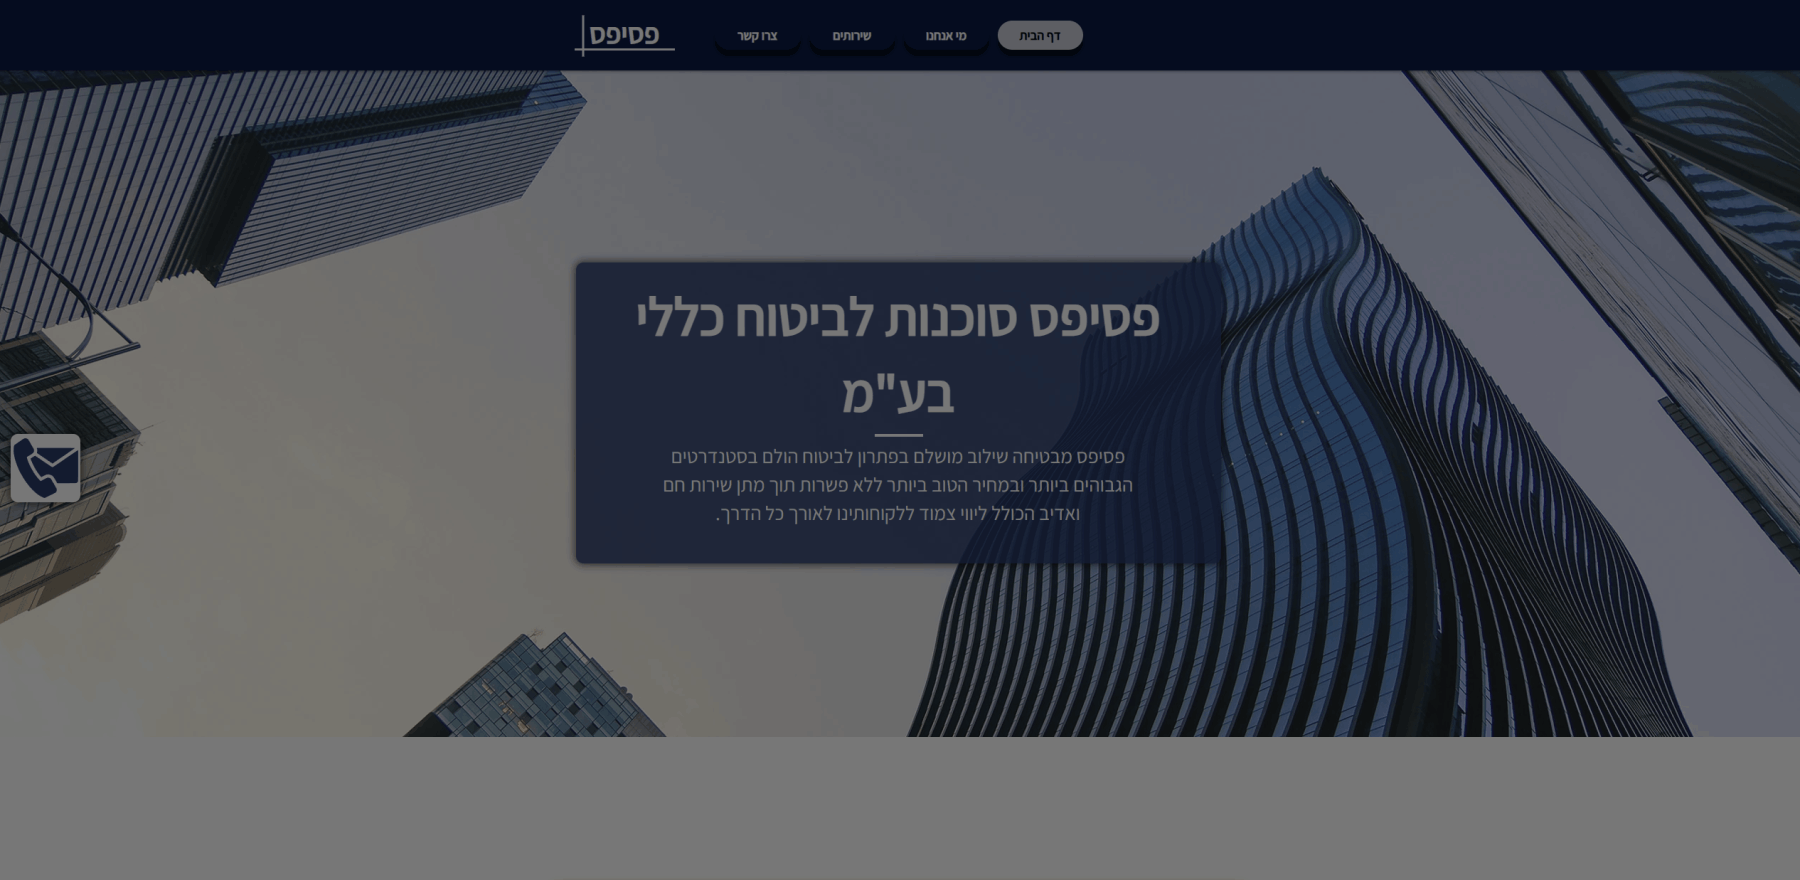 דף הבית
מי אנחנו
שירותים
צרו קשר
פסיפס
פסיפס סוכנות לביטוח כללי
בע"מ
פסיפס מבטיחה שילוב מושלם בפתרון לביטוח הולם בסטנדרטים
הגבוהים ביותר ובמחיר הטוב ביותר ללא פשרות תוך מתן שירות חם
ואדיב הכולל ליווי צמוד ללקוחותינו לאורך כל הדרך.